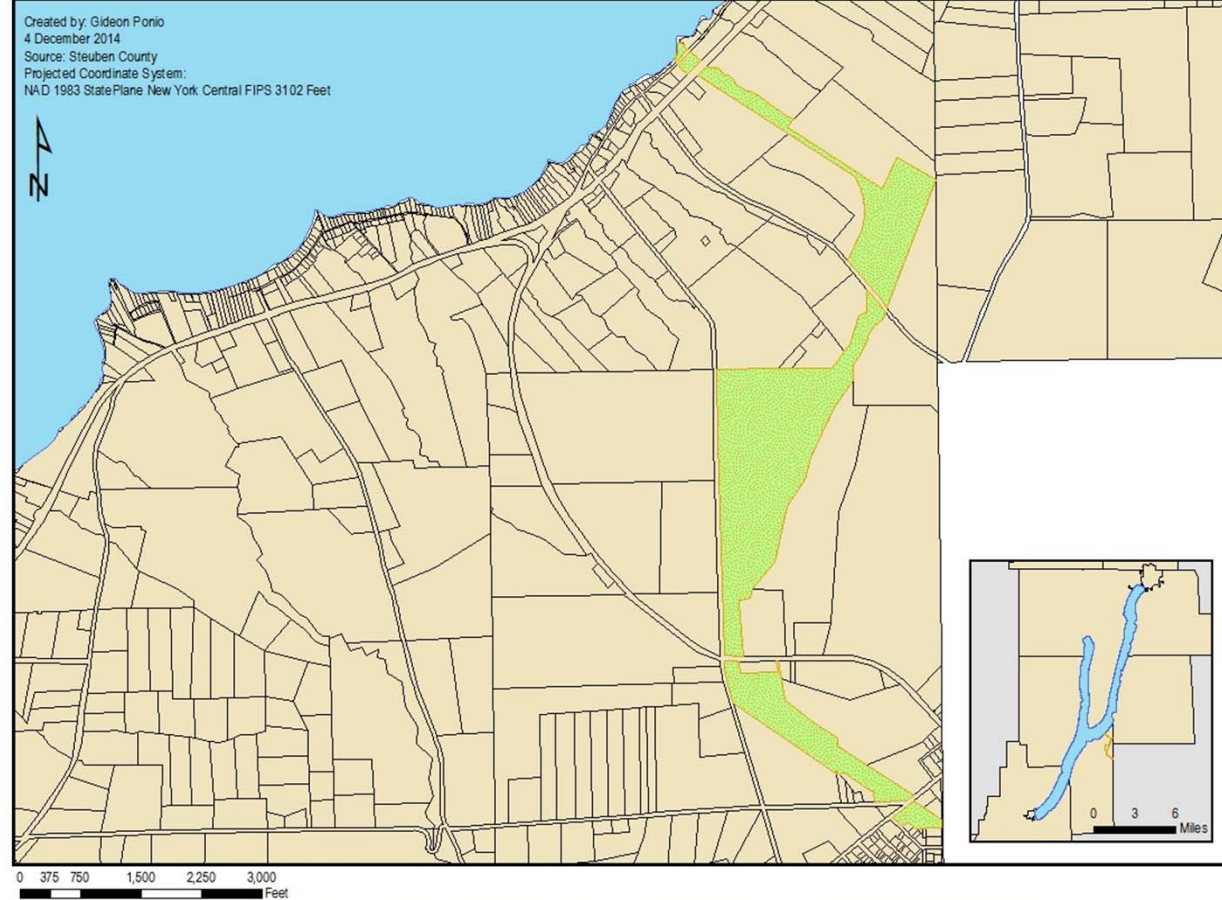 Created by: Gideon Ponio
4 December 2014
Source: Steuben County
Projected Coordinate System:
NAD 1983 StatePlane New York Central FIPS 3102 Feet
N
0 3 6
Miles
0 375 750 1,500 2,250 3,000
Feet